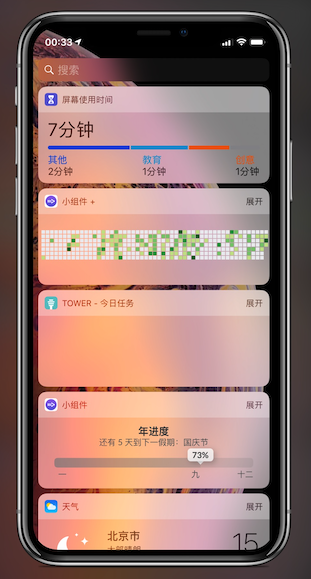 00:33
搜索
屏幕使用时间
7分钟
其他 教育 创意
2分钟 1分钟 1分钟
小组件 + 展开
TOWER - 今日任务 展开
小组件 展开
年进度
还有 5 天到下一假期：国庆节
73%
一 九 十二
天气 展开
北京市 15